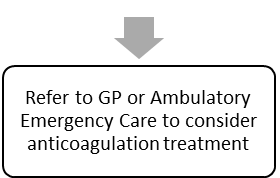 Refer to GP or Ambulatory
Emergency Care to consider
anticoagulation treatment